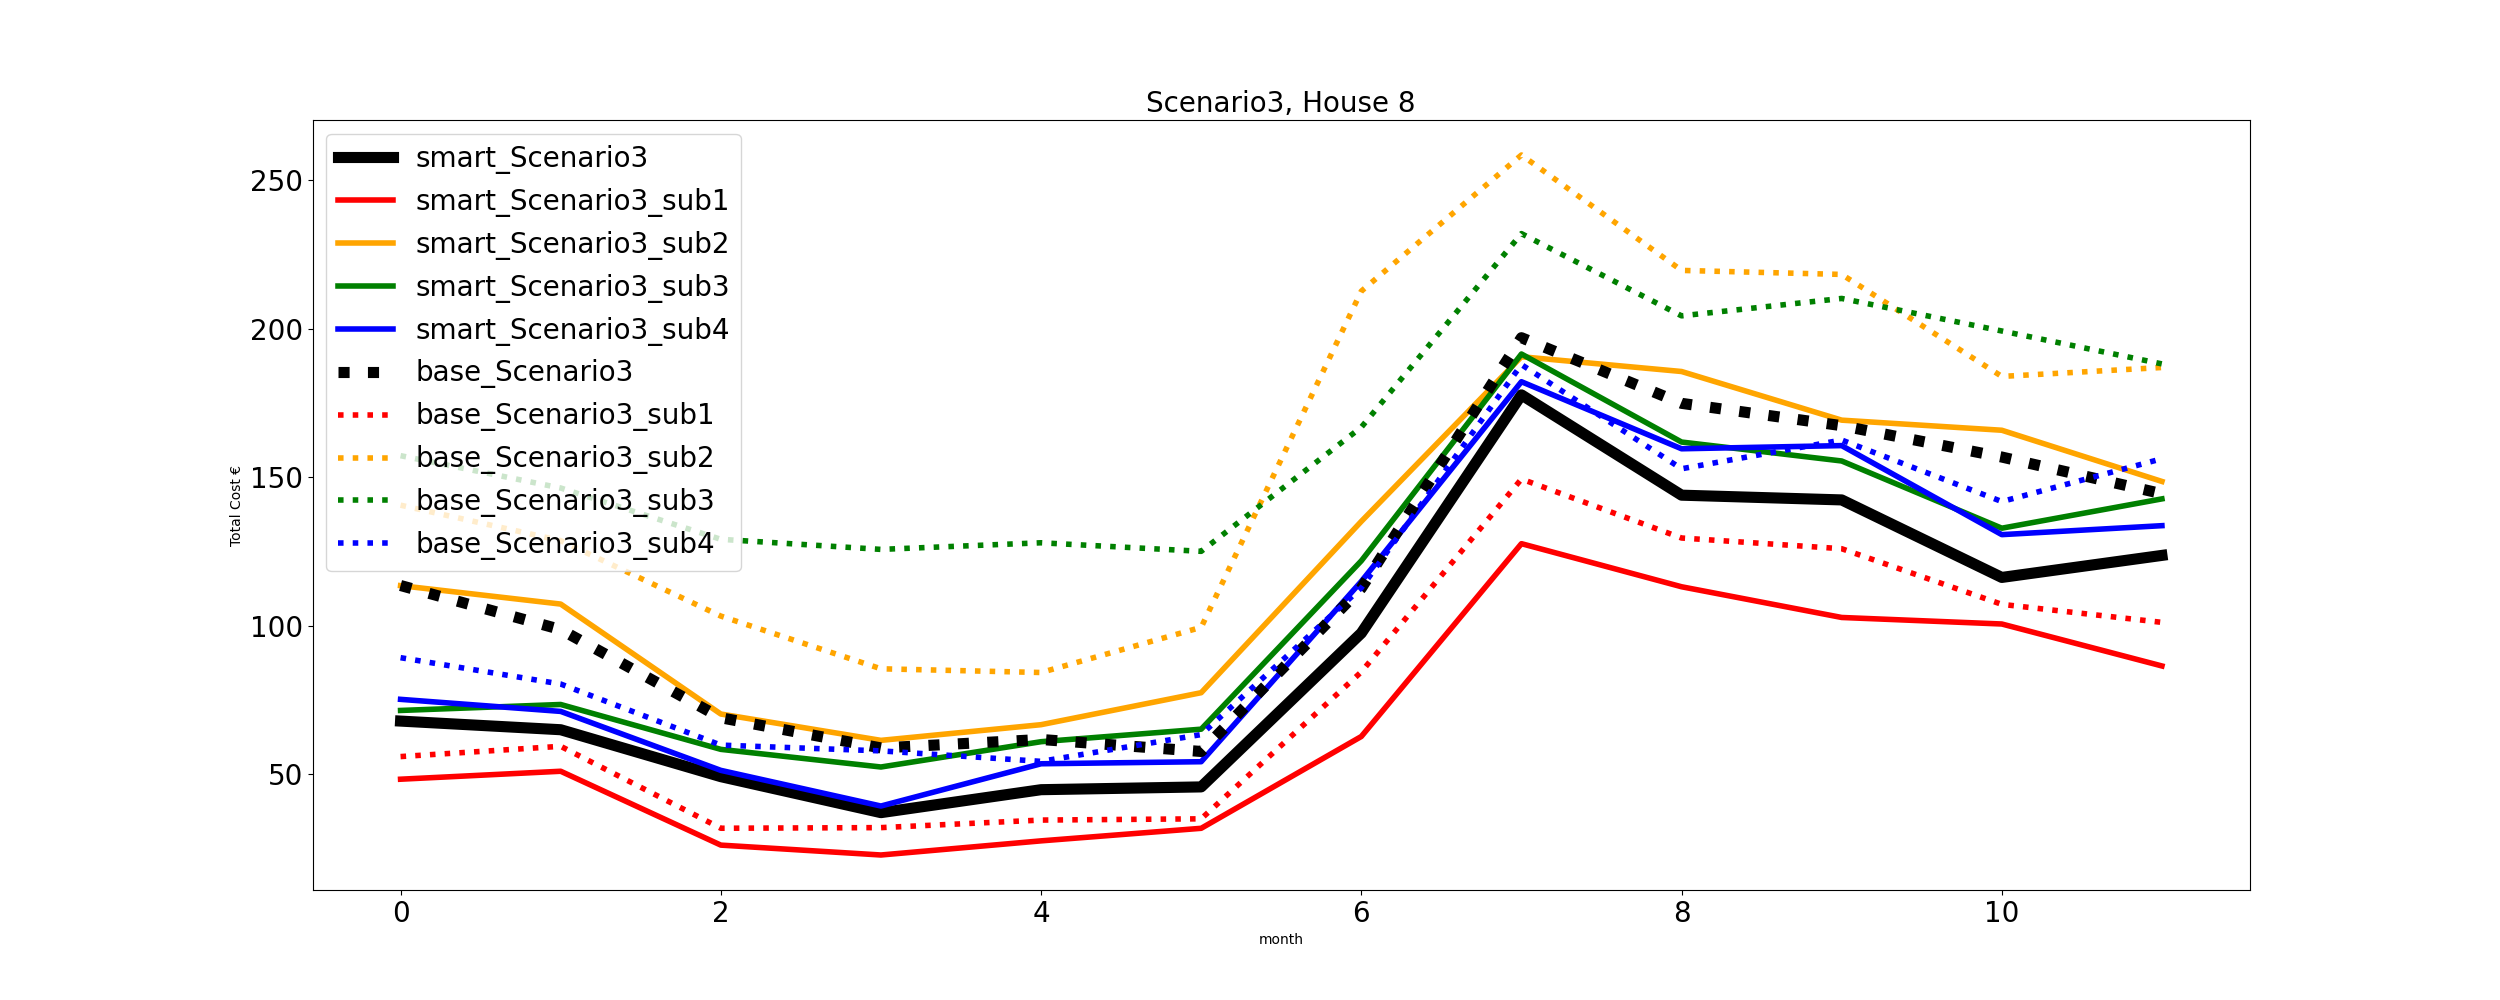 Scenario3, House 8
smart_Scenario3
smart_Scenario3_sub1
smart_Scenario3_sub2
smart_Scenario3_sub3
smart_Scenario3_sub4
base_Scenario3
base_Scenario3_sub1
base_Scenario3_sub2
base_Scenario3_sub3
base_Scenario3_sub4
Total Cost €
250
200
150
100
50
0 2 4 6 8 10
month